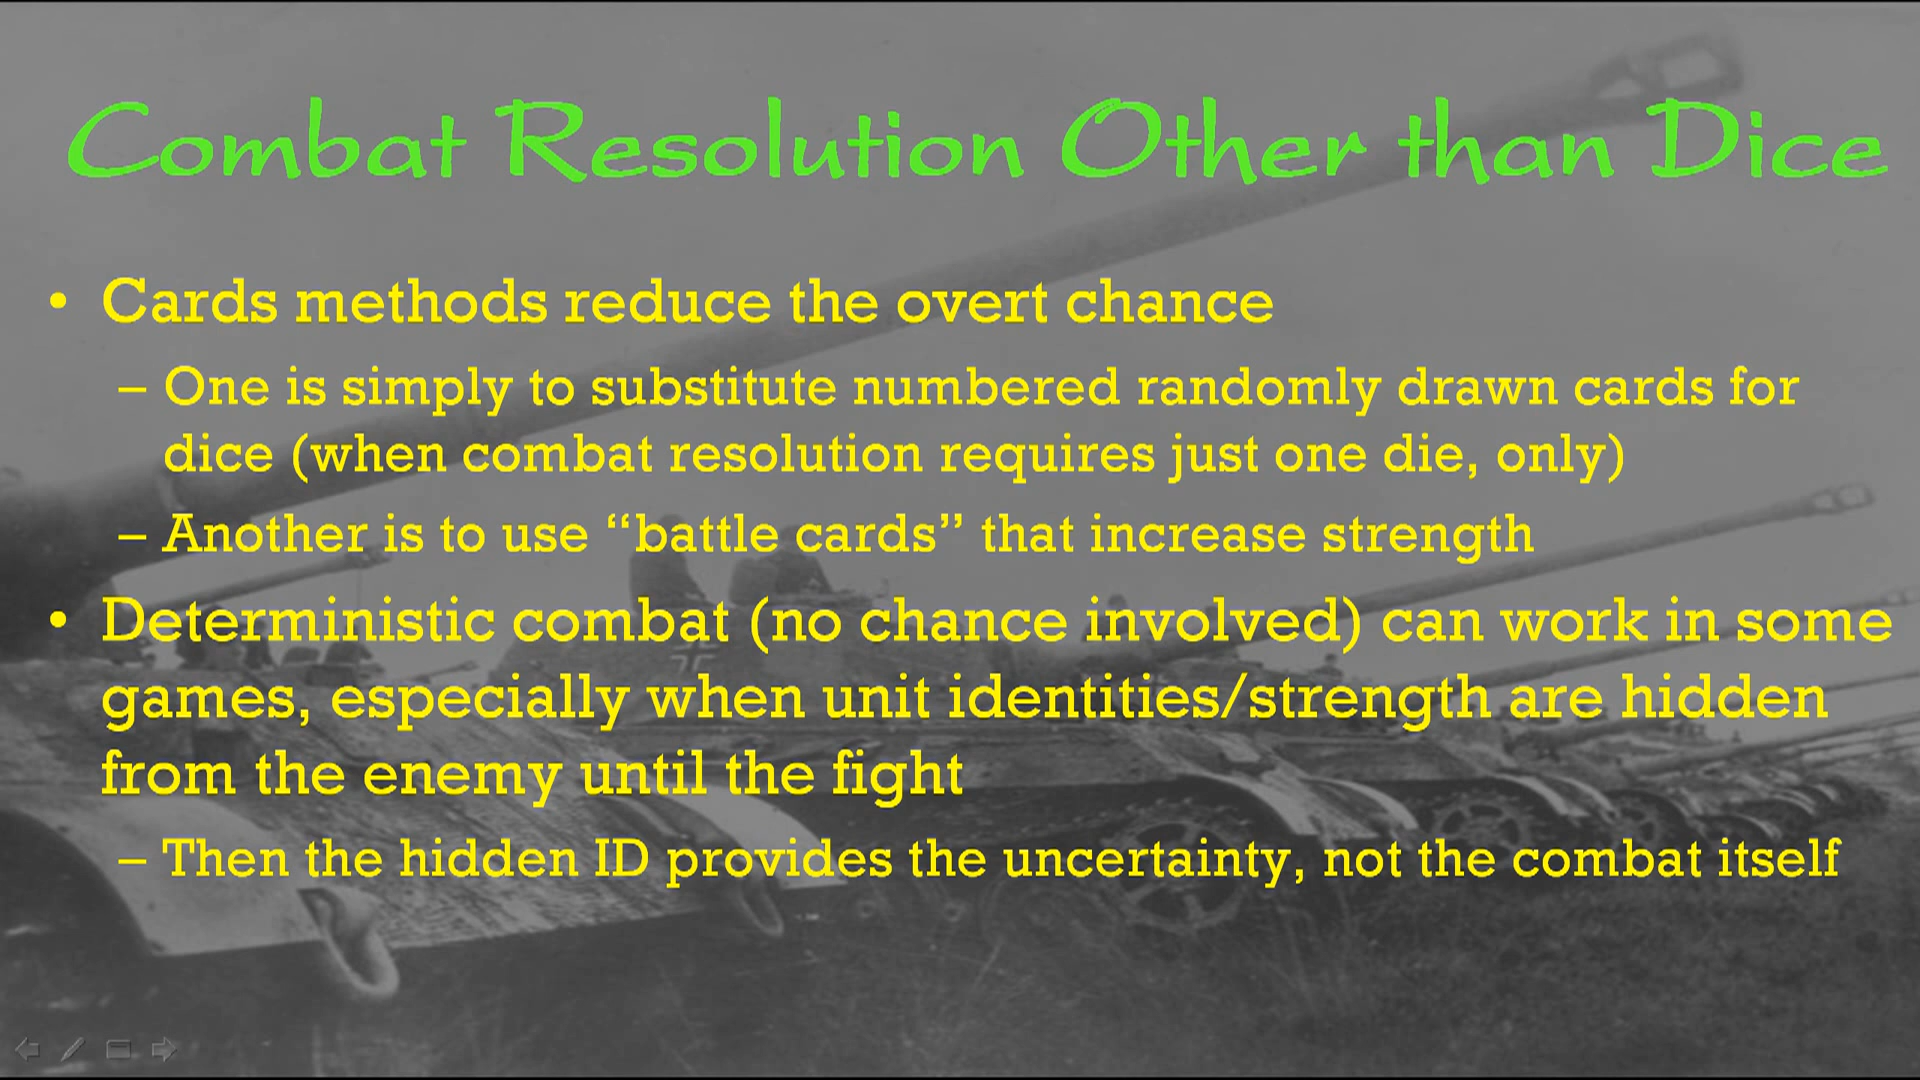 Combat Resolution Other than Dice
• Cards methods reduce the overt chance
– One is simply to substitute numbered randomly drawn cards for
dice (when combat resolution requires just one die, only)
– Another is to use “battle cards” that increase strength
• Deterministic combat (no chance involved) can work in some
games, especially when unit identities/strength are hidden
from the enemy until the fight
– Then the hidden ID provides the uncertainty, not the combat itself